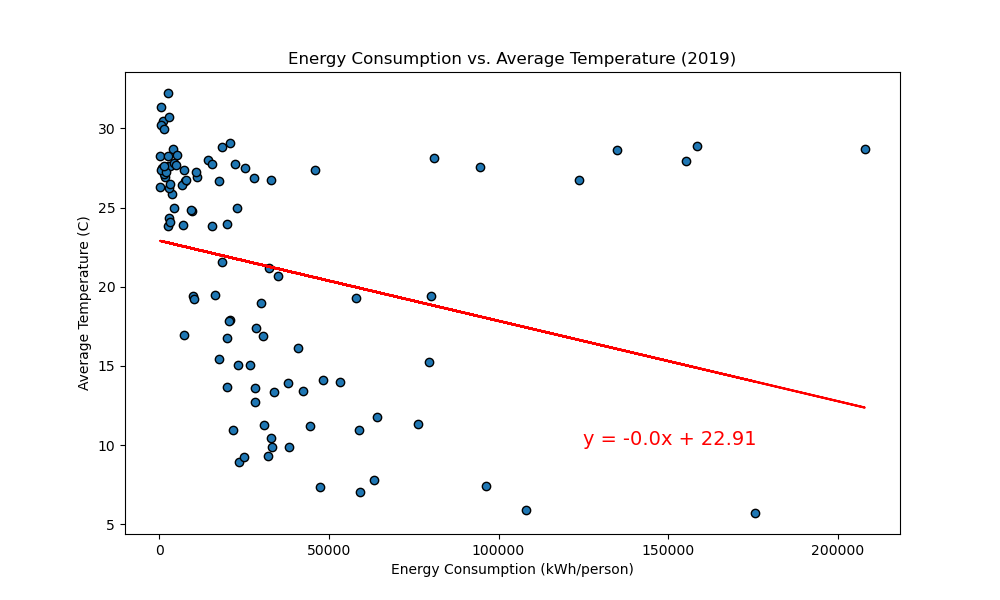 Energy Consumption vs. Average Temperature (2019)
30
25
20
15
10
5
Average Temperature (C)
y = -0.0x + 22.91
0
50000
100000
150000
200000
Energy Consumption (kWh/person)